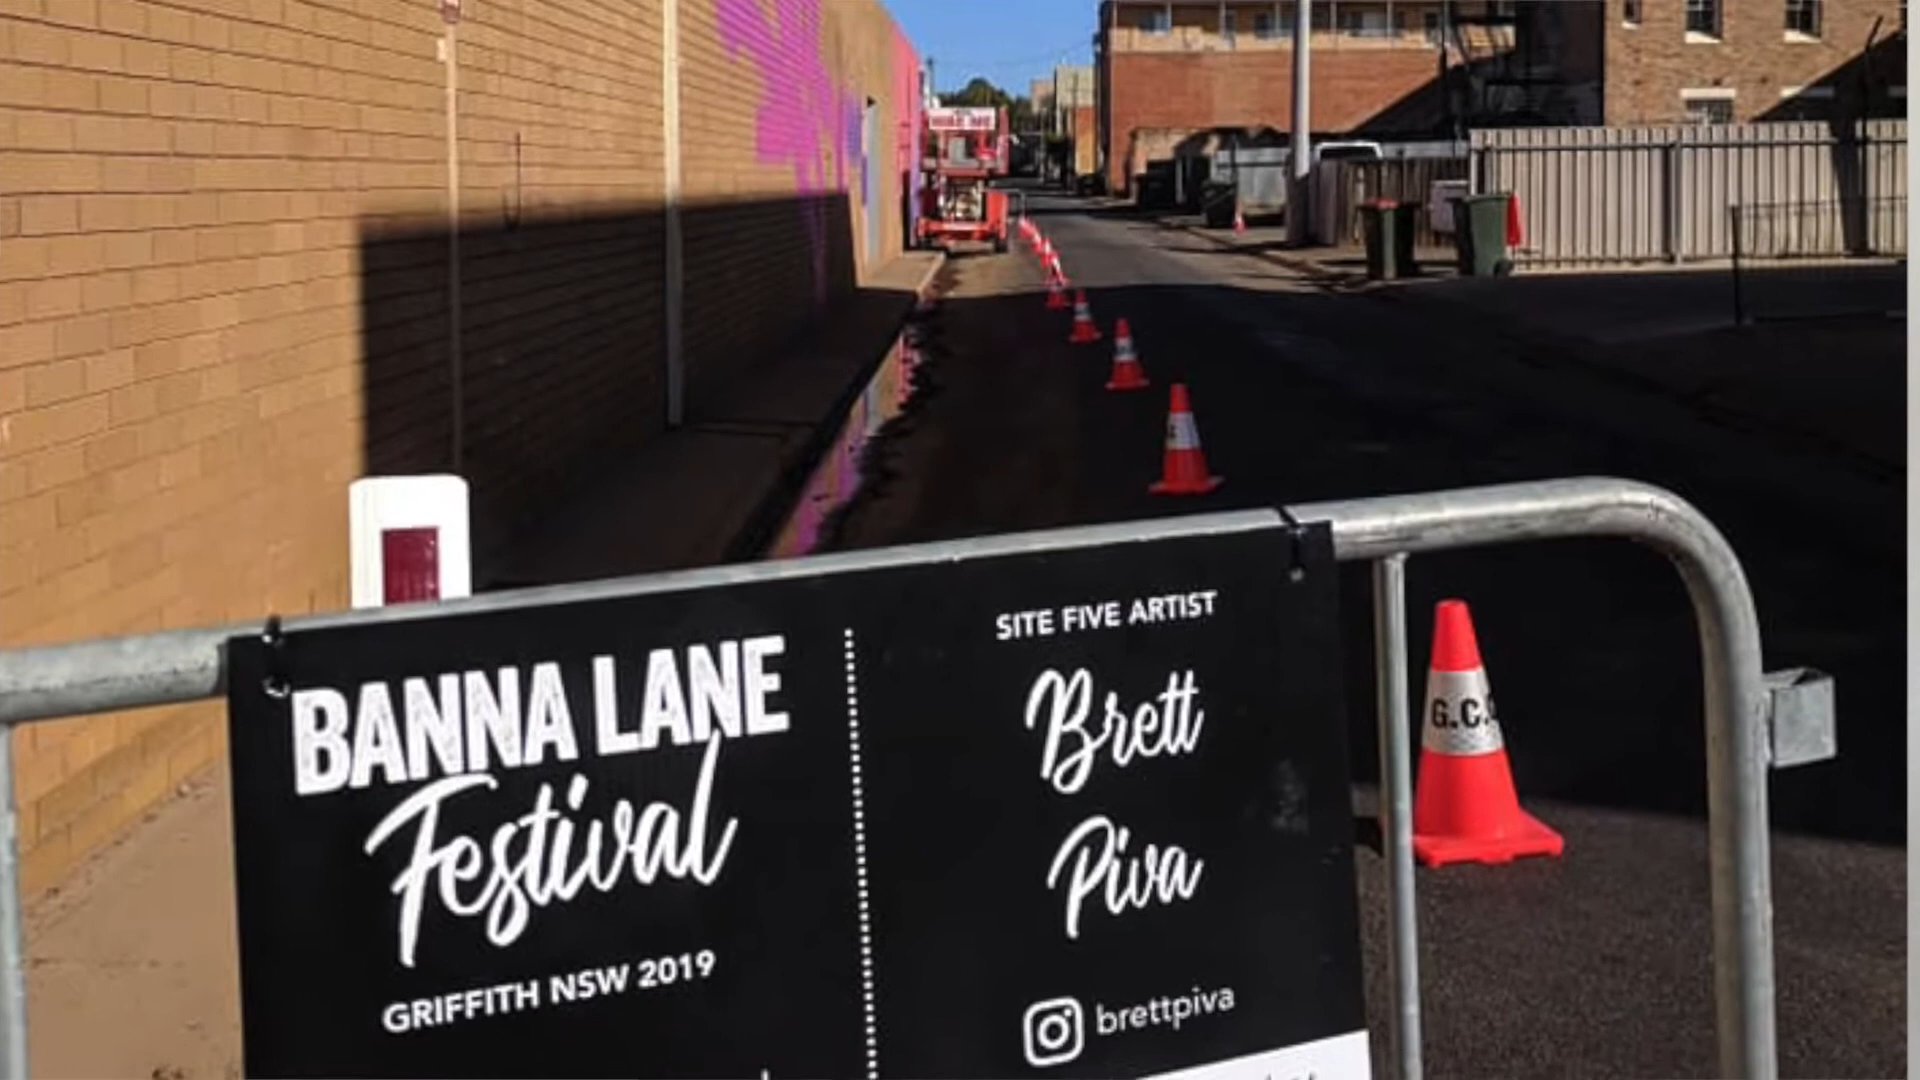 BANNA LANE
Festival
GRIFFITH NSW 2019
SITE FIVE ARTIST
Brett
Piva
brettpiva